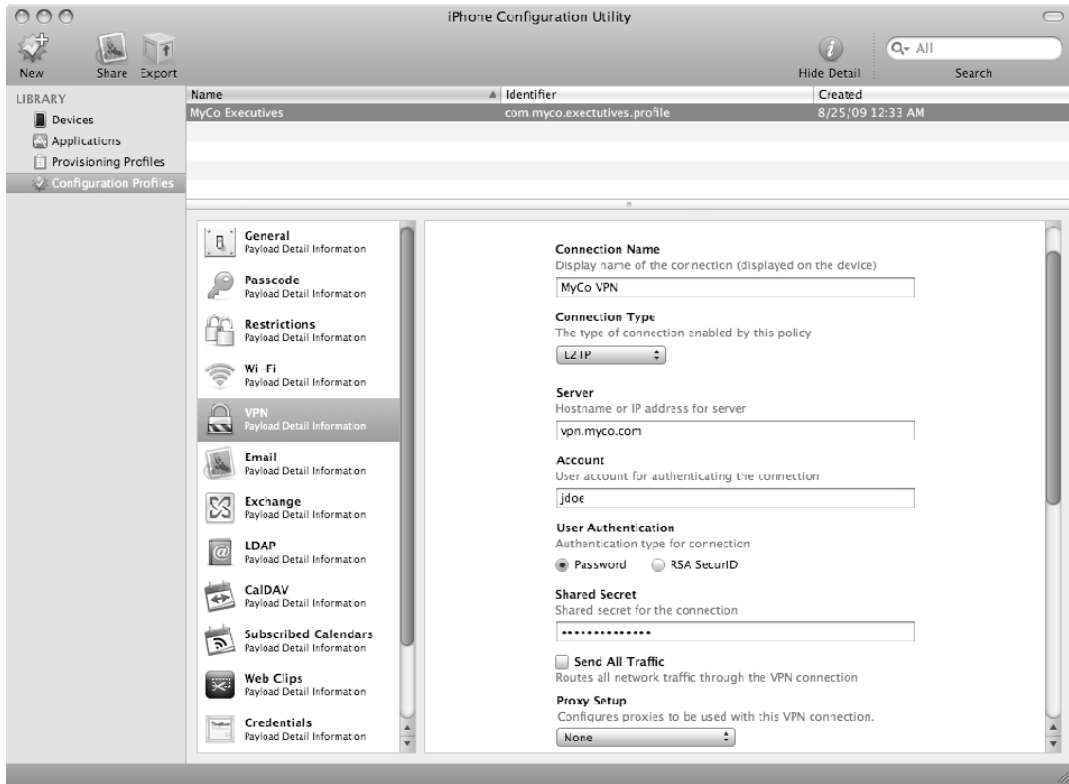 iPhone Configuration Utility
New
Share
Export
Hide Detail
All
Search
LIBRARY
Devices
Applications
Provisioning Profiles
Configuration Profiles
Name
Identifier
Created
MyCo Executives
com.myco.exectutives.profile
8/25/09 12:33 AM
General
Payload Detail Information
Passcode
Payload Detail Information
Restrictions
Payload Detail Information
Wi-Fi
Payload Detail Information
VPN
Payload Detail Information
Email
Payload Detail Information
Exchange
Payload Detail Information
LDAP
Payload Detail Information
CalDAV
Payload Detail Information
Subscribed Calendars
Payload Detail Information
Web Clips
Payload Detail Information
Credentials
Payload Detail Information
Connection Name
Display name of the connection (displayed on the device)
MyCo VPN
Connection Type
The type of connection enabled by this policy
L2TP
Server
Hostname or IP address for server
vpn.myco.com
Account
User account for authenticating the connection
jdoe
User Authentication
Authentication type for connection
Password
RSA SecurID
Shared Secret
Shared secret for the connection
••••••••••••••
Send All Traffic
Routes all network traffic through the VPN connection
Proxy Setup
Configures proxies to be used with this VPN connection.
None